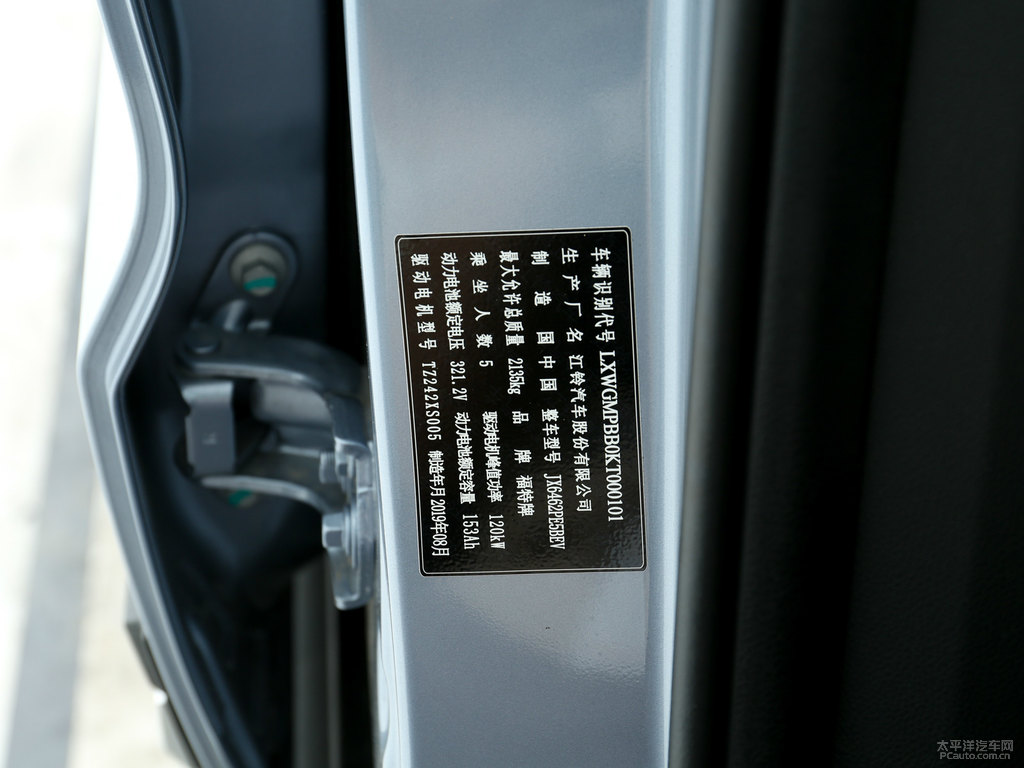 车辆识别代号 LXWGMPBB0KT000101
生产厂名 江铃汽车股份有限公司
制造国 中国 整车型号 JX6462PE5BEV
最大允许总质量 2135kg 品牌 福特牌
乘坐人数 5 驱动电机峰值功率 120kW
动力电池额定电压 321.2V 动力电池额定容量 153Ah
驱动电机型号 TZ242XS005 制造年月 2019年08月
太平洋汽车网
PCauto.com.cn